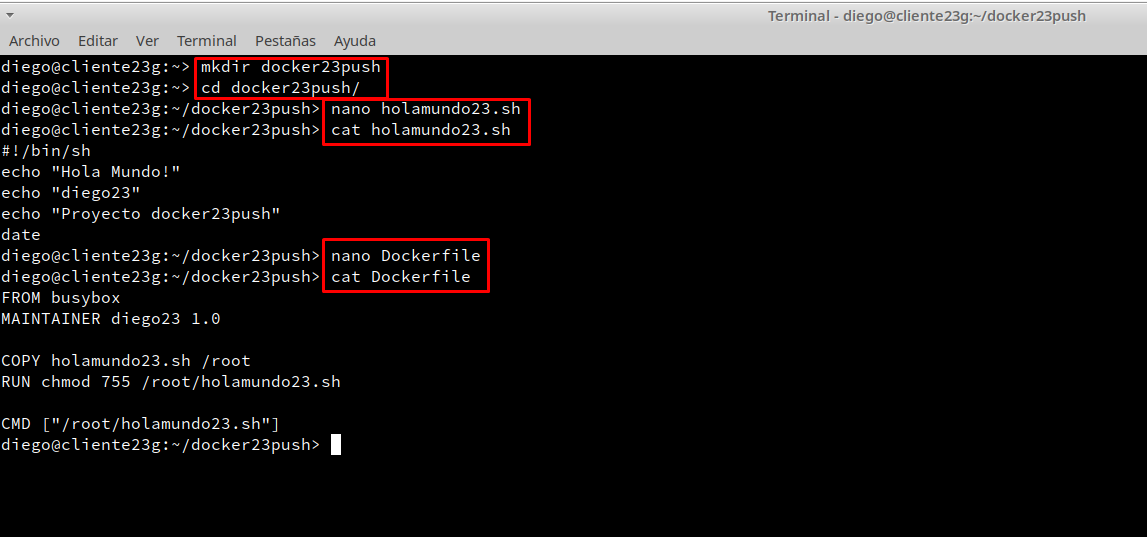 Terminal - diego@cliente23g:~/docker23push
Archivo Editar Ver Terminal Pestañas Ayuda
diego@cliente23g:~> mkdir docker23push
diego@cliente23g:~> cd docker23push/
diego@cliente23g:~/docker23push> nano holamundo23.sh
diego@cliente23g:~/docker23push> cat holamundo23.sh
#!/bin/sh
echo "Hola Mundo!"
echo "diego23"
echo "Proyecto docker23push"
date
diego@cliente23g:~/docker23push> nano Dockerfile
diego@cliente23g:~/docker23push> cat Dockerfile
FROM busybox
MAINTAINER diego23 1.0
COPY holamundo23.sh /root
RUN chmod 755 /root/holamundo23.sh
CMD ["/root/holamundo23.sh"]
diego@cliente23g:~/docker23push>